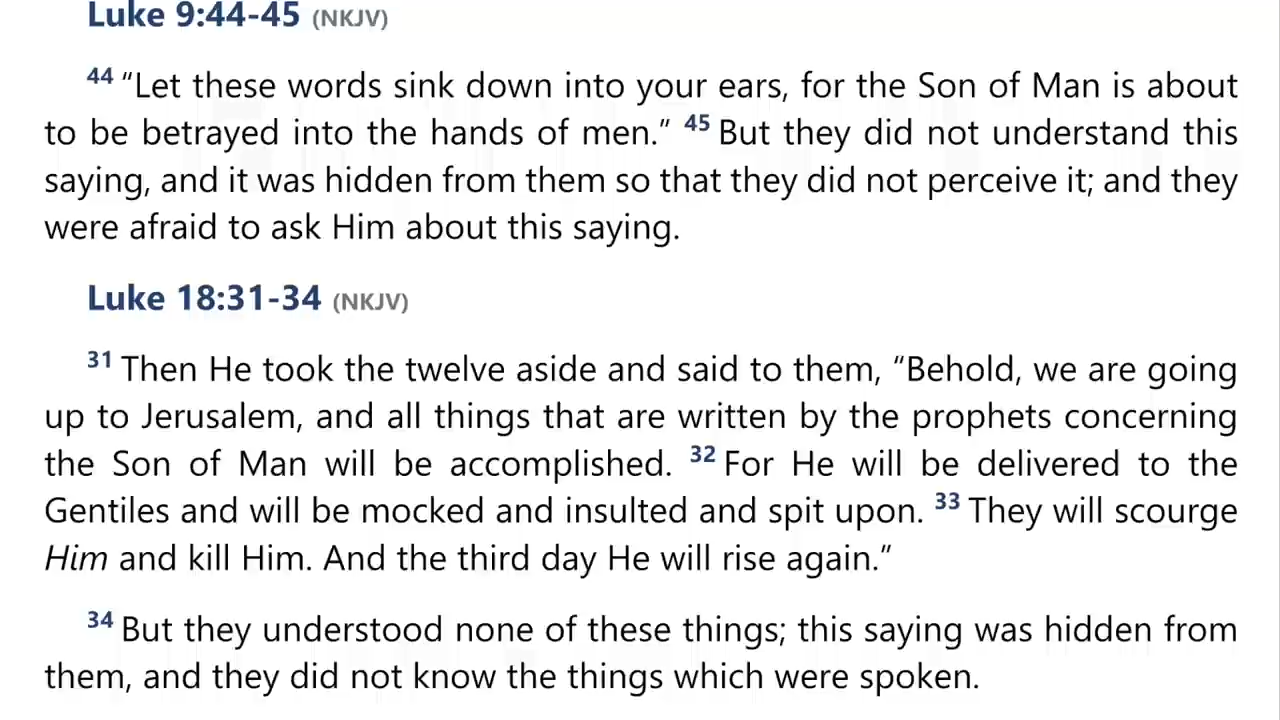 Luke 9:44-45 (NKJV)
44 “Let these words sink down into your ears, for the Son of Man is about
to be betrayed into the hands of men.” 45 But they did not understand this
saying, and it was hidden from them so that they did not perceive it; and they
were afraid to ask Him about this saying.
Luke 18:31-34 (NKJV)
31 Then He took the twelve aside and said to them, “Behold, we are going
up to Jerusalem, and all things that are written by the prophets concerning
the Son of Man will be accomplished. 32 For He will be delivered to the
Gentiles and will be mocked and insulted and spit upon. 33 They will scourge
Him and kill Him. And the third day He will rise again.”
34 But they understood none of these things; this saying was hidden from
them, and they did not know the things which were spoken.